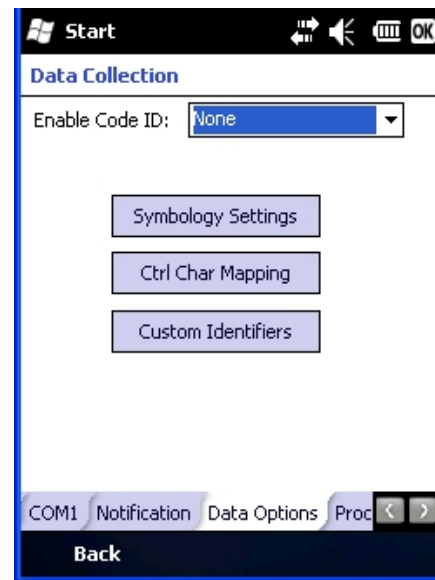 Start OK
Data Collection
Enable Code ID: None
Symbology Settings
Ctrl Char Mapping
Custom Identifiers
COM1 Notification Data Options Proc
Back